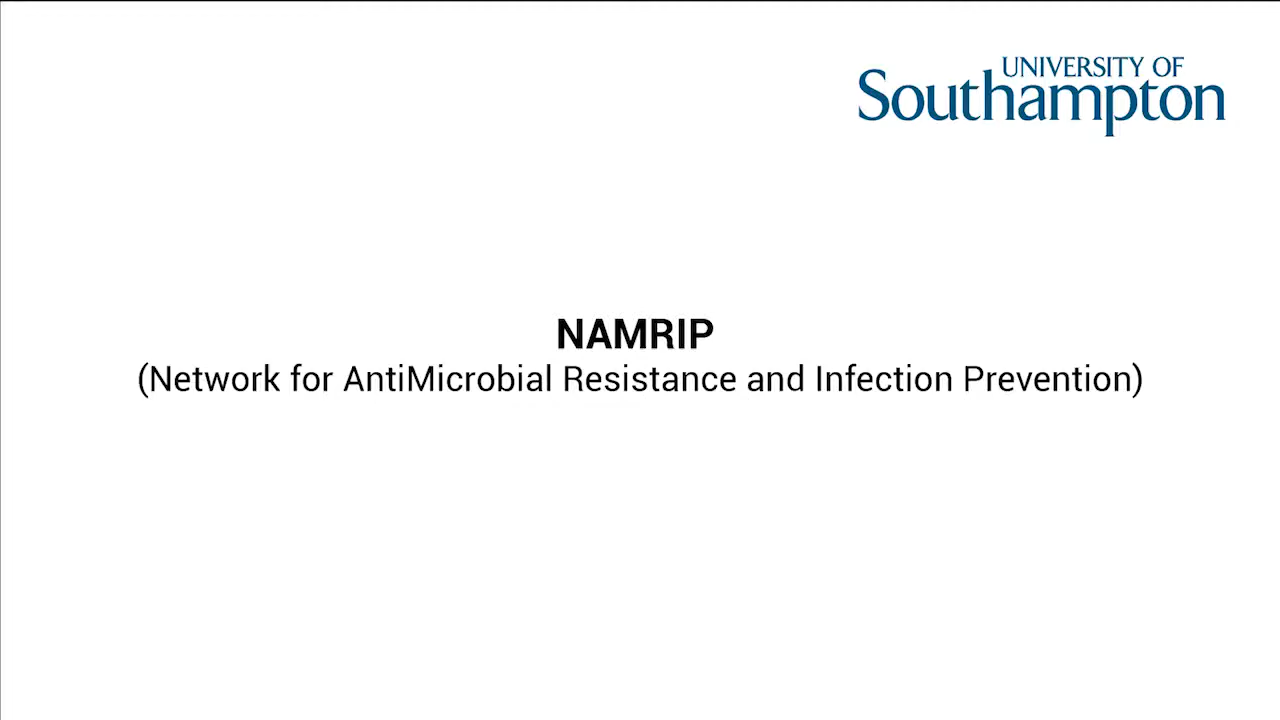 UNIVERSITY OF
Southampton
NAMRIP
(Network for AntiMicrobial Resistance and Infection Prevention)